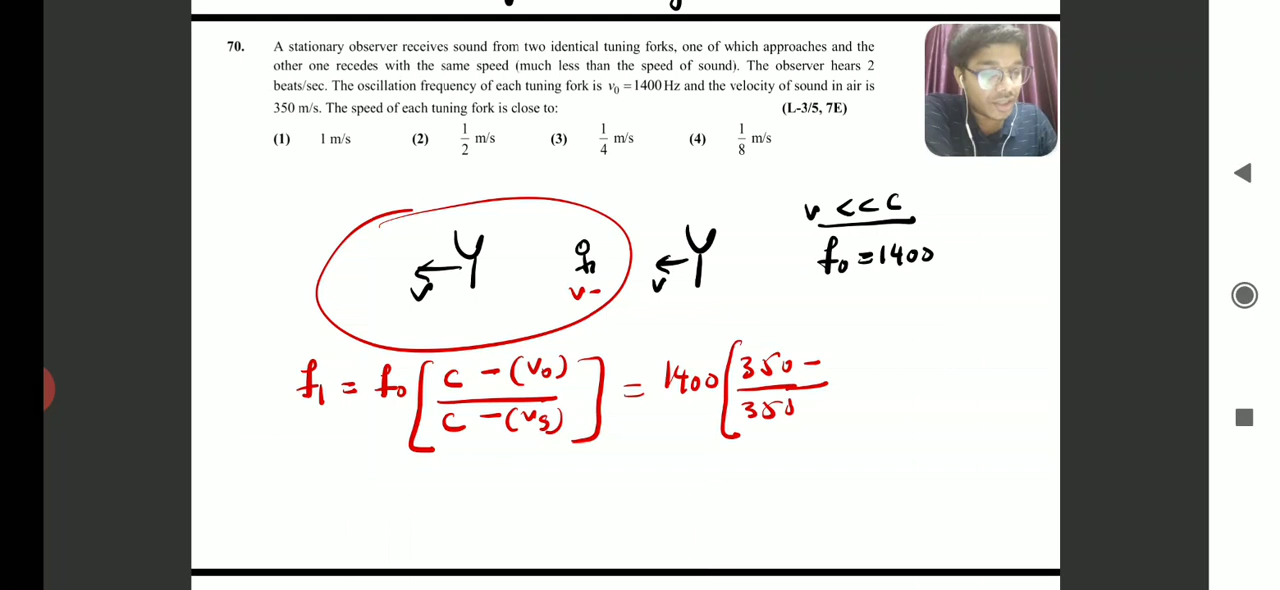 70. A stationary observer receives sound from two identical tuning forks, one of which approaches and the
other one recedes with the same speed (much less than the speed of sound). The observer hears 2
beats/sec. The oscillation frequency of each tuning fork is ν₀ = 1400 Hz and the velocity of sound in air is
350 m/s. The speed of each tuning fork is close to: (L-3/5, 7E)
(1) 1 m/s (2) 1/2 m/s (3) 1/4 m/s (4) 1/8 m/s
v << c
f₀ = 1400
v v- v
f₁ = f₀ [ c - (v₀) / c - (vs) ] = 1400 [ 350 - / 350